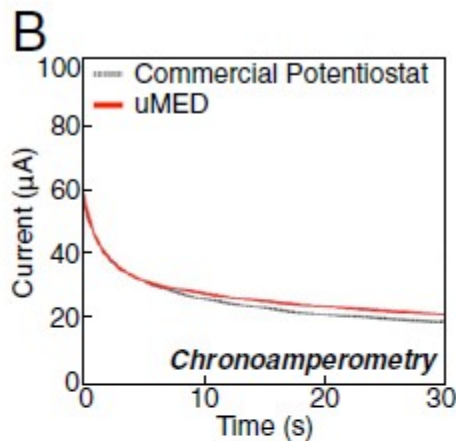 B
100
Commercial Potentiostat
uMED
80
60
40
20
0
Current (μA)
Chronoamperometry
0 10 20 30
Time (s)